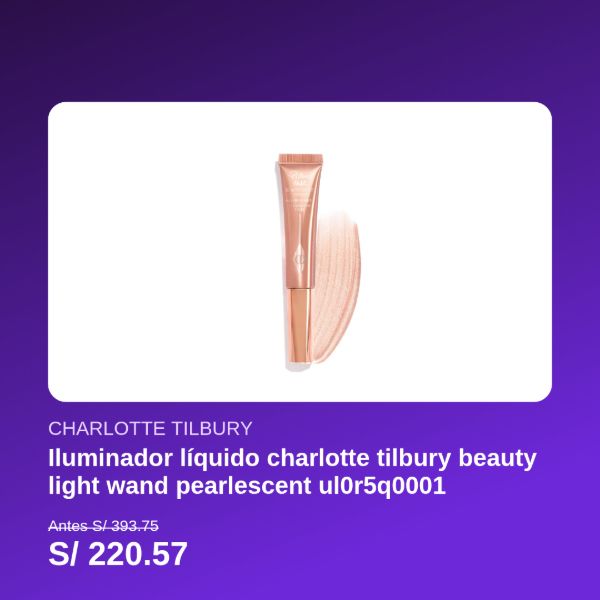 CHARLOTTE TILBURY
Iluminador líquido charlotte tilbury beauty
light wand pearlescent ul0r5q0001
Antes S/ 393.75
S/ 220.57